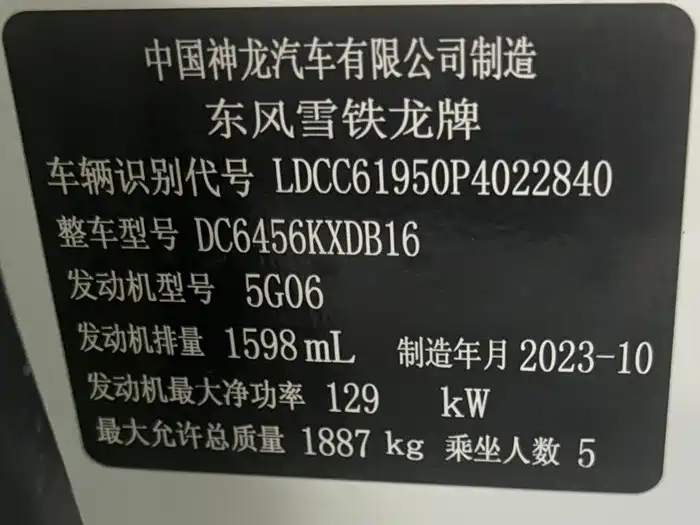 中国神龙汽车有限公司制造
东风雪铁龙牌
车辆识别代号 LDCC61950P4022840
整车型号 DC6456KXDB16
发动机型号 5G06
发动机排量 1598 mL 制造年月 2023-10
发动机最大净功率 129 kW
最大允许总质量 1887 kg 乘坐人数 5